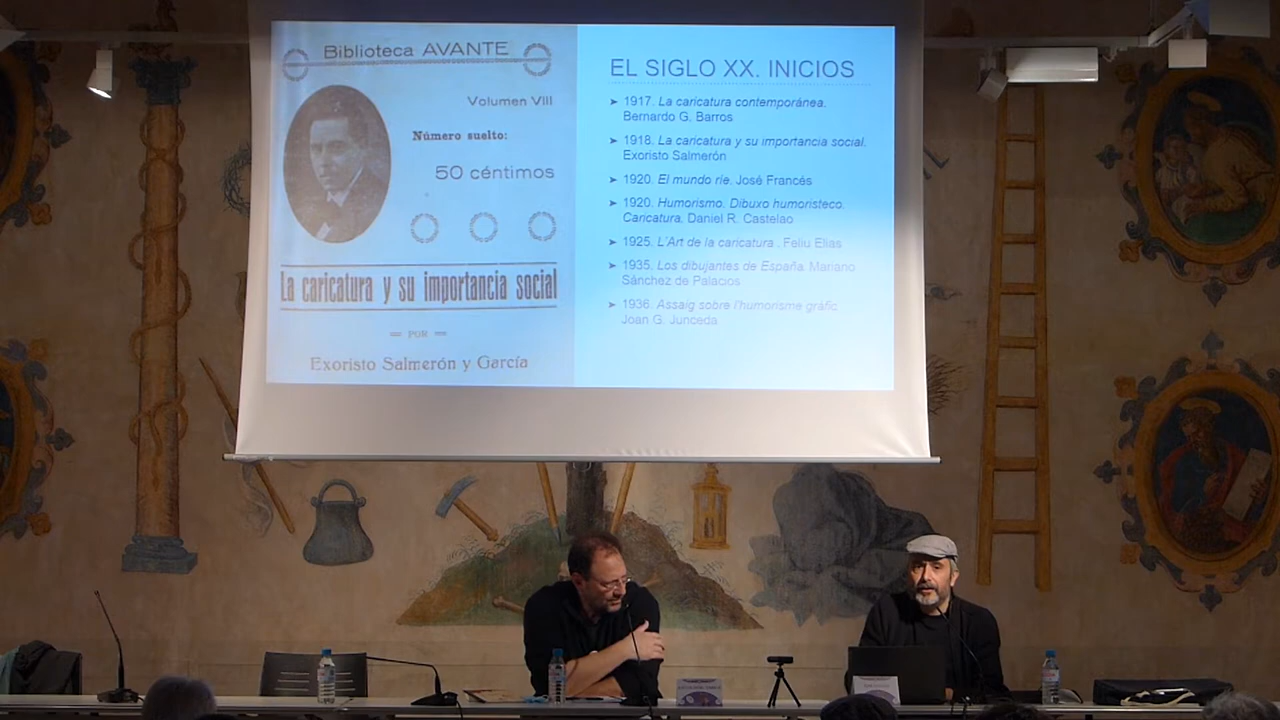 Biblioteca AVANTE
Volumen VIII
Número suelto:
50 céntimos
La caricatura y su importancia social
POR
Exoristo Salmerón y García
EL SIGLO XX. INICIOS
➤ 1917. La caricatura contemporánea.
Bernardo G. Barros
➤ 1918. La caricatura y su importancia social.
Exoristo Salmerón
➤ 1920. El mundo ríe. José Francés
➤ 1920. Humorismo. Dibuxo humoristeco.
Caricatura. Daniel R. Castelao
➤ 1925. L'Art de la caricatura . Feliu Elias
➤ 1935. Los dibujantes de España. Mariano
Sánchez de Palacios
➤ 1936. Assaig sobre l'humorisme gràfic.
Joan G. Junceda